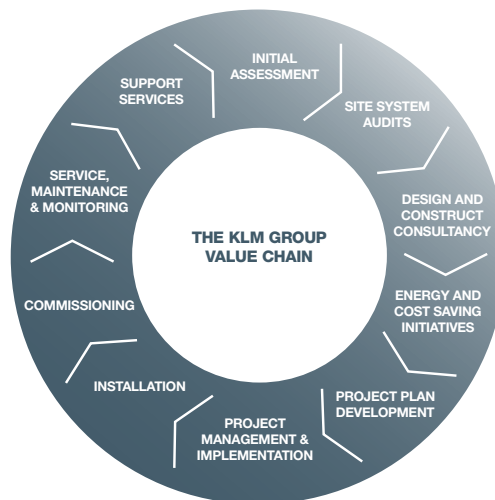 INITIAL
ASSESSMENT
SITE SYSTEM
AUDITS
DESIGN AND
CONSTRUCT
CONSULTANCY
ENERGY AND
COST SAVING
INITIATIVES
PROJECT PLAN
DEVELOPMENT
PROJECT
MANAGEMENT &
IMPLEMENTATION
INSTALLATION
COMMISSIONING
SERVICE,
MAINTENANCE
& MONITORING
SUPPORT
SERVICES
THE KLM GROUP
VALUE CHAIN